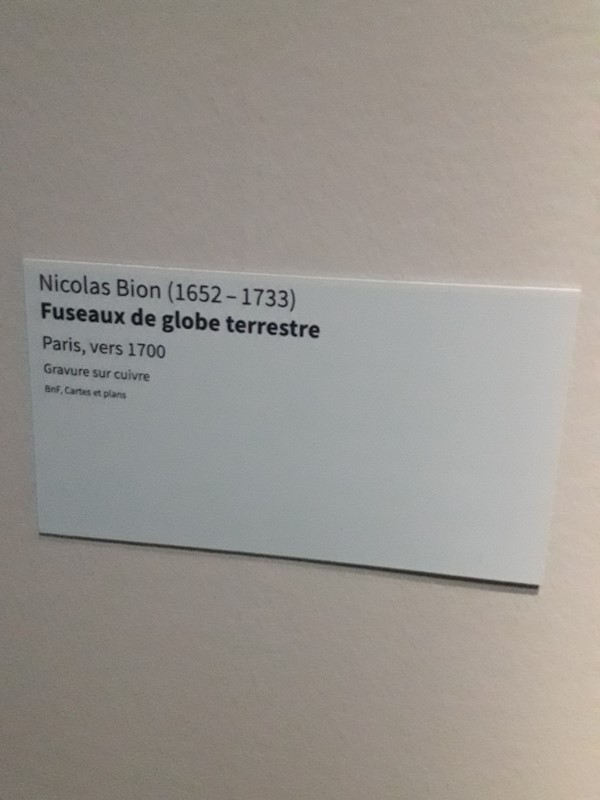 Nicolas Bion (1652 – 1733)
Fuseaux de globe terrestre
Paris, vers 1700
Gravure sur cuivre
BnF, Cartes et plans